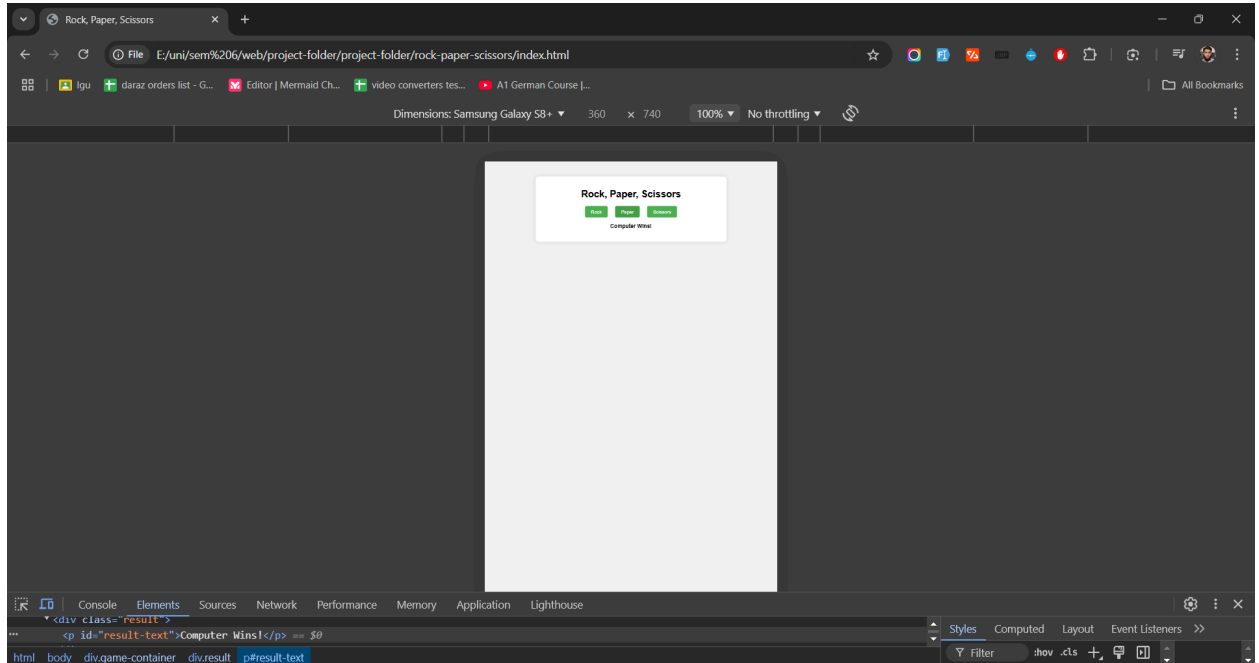 Rock, Paper, Scissors
File E:/uni/sem%206/web/project-folder/project-folder/rock-paper-scissors/index.html
Igu daraz orders list - G... Editor | Mermaid Ch... video converters tes... A1 German Course |... All Bookmarks
Dimensions: Samsung Galaxy S8+ 360 x 740 100% No throttling
Rock, Paper, Scissors
Rock Paper Scissors
Computer Wins!
Console Elements Sources Network Performance Memory Application Lighthouse
<div class="result">
<p id="result-text">Computer Wins!</p> == $0
html body div.game-container div.result p#result-text
Styles Computed Layout Event Listeners
Filter :hov .cls